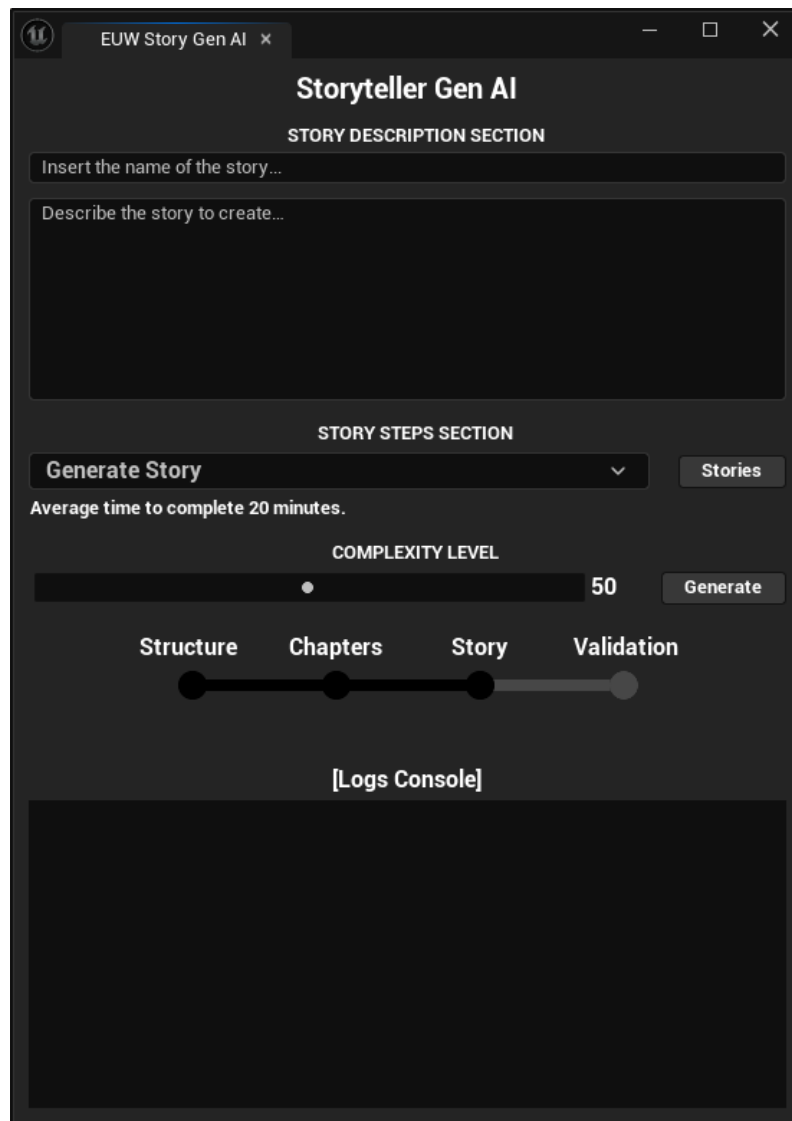 EUW Story Gen AI
Storyteller Gen AI
STORY DESCRIPTION SECTION
Insert the name of the story...
Describe the story to create...
STORY STEPS SECTION
Generate Story
Stories
Average time to complete 20 minutes.
COMPLEXITY LEVEL
50
Generate
Structure Chapters Story Validation
[Logs Console]